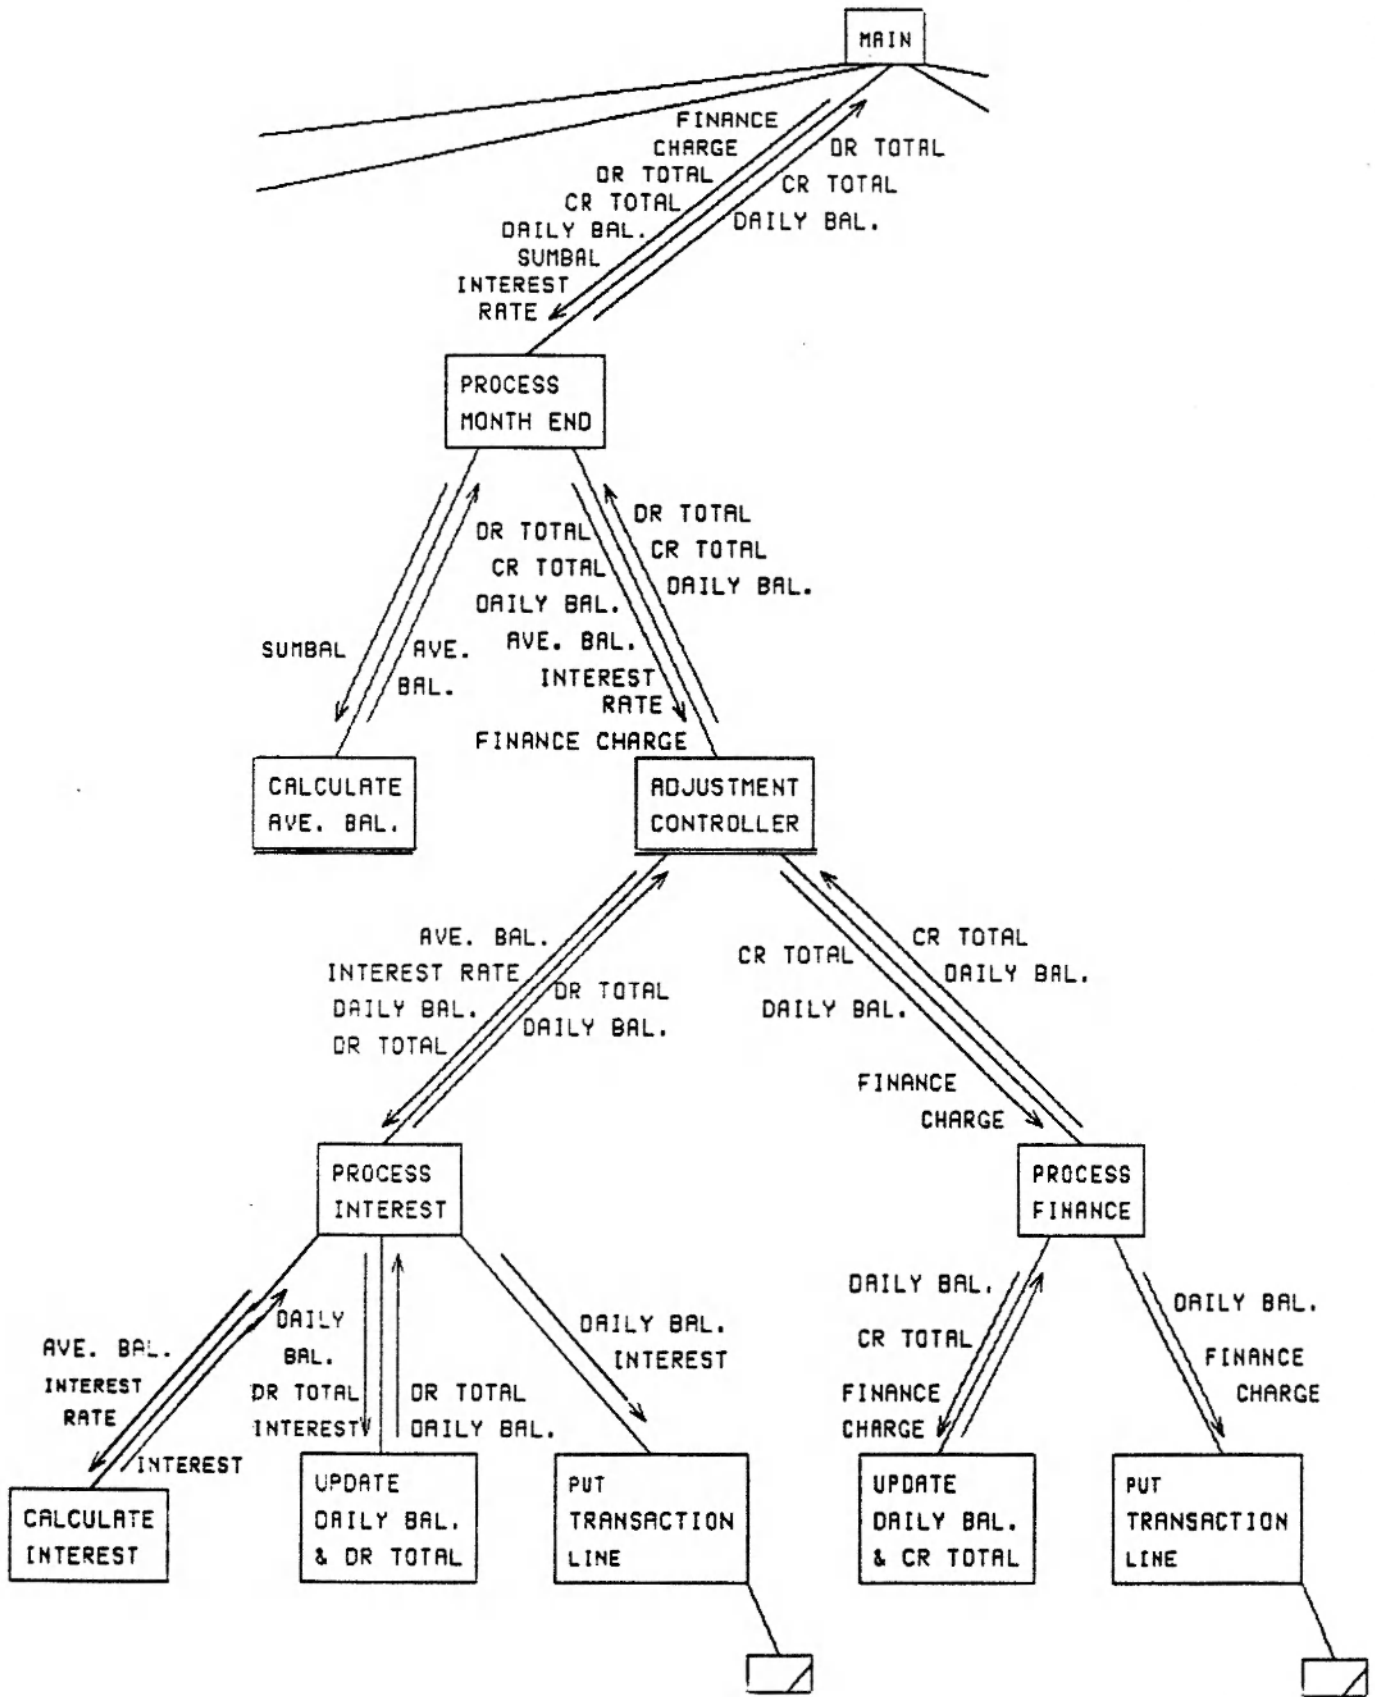 MAIN
FINANCE
CHARGE
DR TOTAL
CR TOTAL
DAILY BAL.
SUMBAL
INTEREST
RATE
DR TOTAL
CR TOTAL
DAILY BAL.
PROCESS
MONTH END
SUMBAL
AVE.
BAL.
DR TOTAL
CR TOTAL
DAILY BAL.
AVE. BAL.
INTEREST
RATE
FINANCE CHARGE
DR TOTAL
CR TOTAL
DAILY BAL.
CALCULATE
AVE. BAL.
ADJUSTMENT
CONTROLLER
AVE. BAL.
INTEREST RATE
DAILY BAL.
DR TOTAL
DR TOTAL
DAILY BAL.
CR TOTAL
DAILY BAL.
FINANCE
CHARGE
CR TOTAL
DAILY BAL.
PROCESS
INTEREST
PROCESS
FINANCE
AVE. BAL.
INTEREST
RATE
INTEREST
DAILY
BAL.
DR TOTAL
INTEREST
DR TOTAL
DAILY BAL.
DAILY BAL.
INTEREST
DAILY BAL.
CR TOTAL
FINANCE
CHARGE
DAILY BAL.
FINANCE
CHARGE
CALCULATE
INTEREST
UPDATE
DAILY BAL.
& DR TOTAL
PUT
TRANSACTION
LINE
UPDATE
DAILY BAL.
& CR TOTAL
PUT
TRANSACTION
LINE